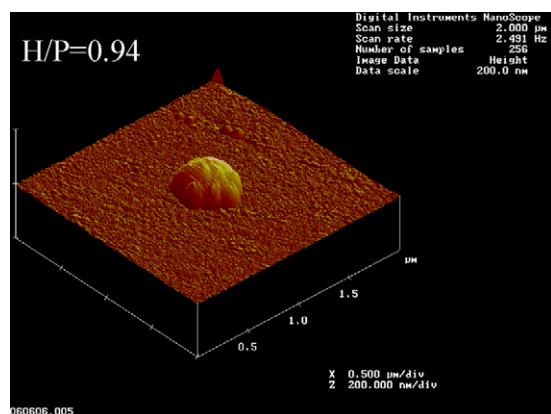 Digital Instruments NanoScope
Scan size 2.000 µm
Scan rate 2.491 Hz
Number of samples 256
Image Data Height
Data scale 200.0 nm
H/P=0.94
µm
1.5
1.0
0.5
X 0.500 µm/div
Z 200.000 nm/div
060606.005